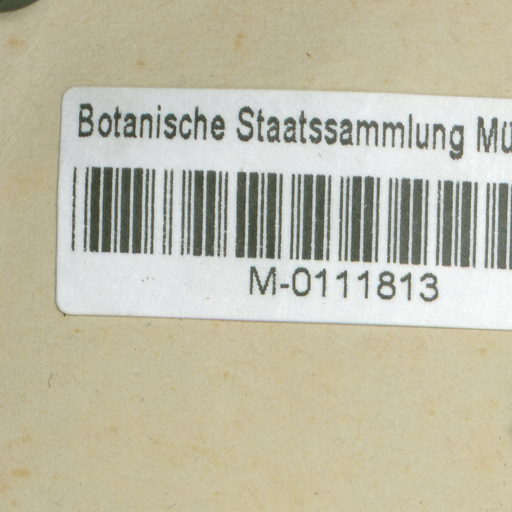 Botanische Staatssammlung Mü
M-0111813